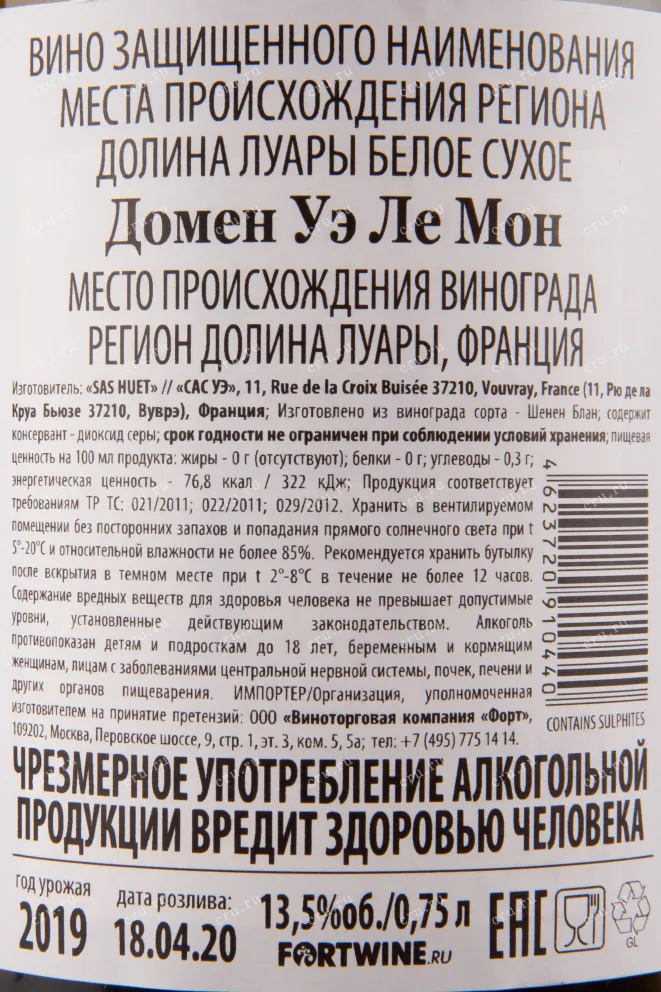 ВИНО ЗАЩИЩЕННОГО НАИМЕНОВАНИЯ
МЕСТА ПРОИСХОЖДЕНИЯ РЕГИОНА
ДОЛИНА ЛУАРЫ БЕЛОЕ СУХОЕ
Домен Уэ Ле Мон
МЕСТО ПРОИСХОЖДЕНИЯ ВИНОГРАДА
РЕГИОН ДОЛИНА ЛУАРЫ, ФРАНЦИЯ
Изготовитель: «SAS HUET» // «САС УЭ», 11, Rue de la Croix Buisée 37210, Vouvray, France (11, Рю де ла
Круа Бьюзе 37210, Вуврэ), Франция; Изготовлено из винограда сорта - Шенен Блан; содержит
консервант - диоксид серы; срок годности не ограничен при соблюдении условий хранения; пищевая
ценность на 100 мл продукта: жиры - 0 г (отсутствуют); белки - 0 г; углеводы - 0,3 г;
энергетическая ценность - 76,8 ккал / 322 кДж; Продукция соответствует
требованиям ТР ТС: 021/2011; 022/2011; 029/2012. Хранить в вентилируемом
помещении без посторонних запахов и попадания прямого солнечного света при t
5°-20°C и относительной влажности не более 85%. Рекомендуется хранить бутылку
после вскрытия в темном месте при t 2°-8°C в течение не более 12 часов.
Содержание вредных веществ для здоровья человека не превышает допустимые
уровни, установленные действующим законодательством. Алкоголь
противопоказан детям и подросткам до 18 лет, беременным и кормящим
женщинам, лицам с заболеваниями центральной нервной системы, почек, печени и
других органов пищеварения. ИМПОРТЕР/Организация, уполномоченная
изготовителем на принятие претензий: ООО «Виноторговая компания «Форт»,
109202, Москва, Перовское шоссе, 9, стр. 1, эт. 3, ком. 5, 5а; тел: +7 (495) 775 14 14.
4 623720 910440
CONTAINS SULPHITES
ЧРЕЗМЕРНОЕ УПОТРЕБЛЕНИЕ АЛКОГОЛЬНОЙ
ПРОДУКЦИИ ВРЕДИТ ЗДОРОВЬЮ ЧЕЛОВЕКА
год урожая
2019
дата розлива:
18.04.20
13,5%об./0,75 л
FORTWINE.RU
EAC
GL